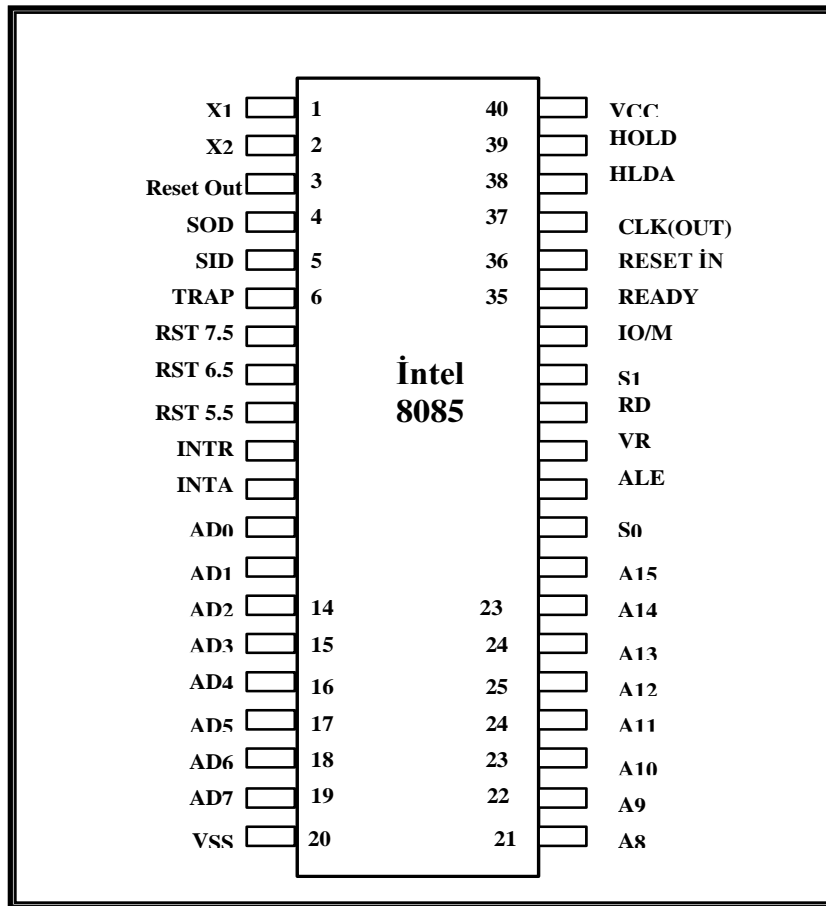 X1 1 40 VCC
X2 2 39 HOLD
Reset Out 3 38 HLDA
SOD 4 37 CLK(OUT)
SID 5 36 RESET İN
TRAP 6 35 READY
RST 7.5 IO/M
RST 6.5 S1
İntel
8085
RST 5.5 RD
INTR VR
INTA ALE
AD0 S0
AD1 A15
AD2 14 23 A14
AD3 15 24 A13
AD4 16 25 A12
AD5 17 24 A11
AD6 18 23 A10
AD7 19 22 A9
VSS 20 21 A8